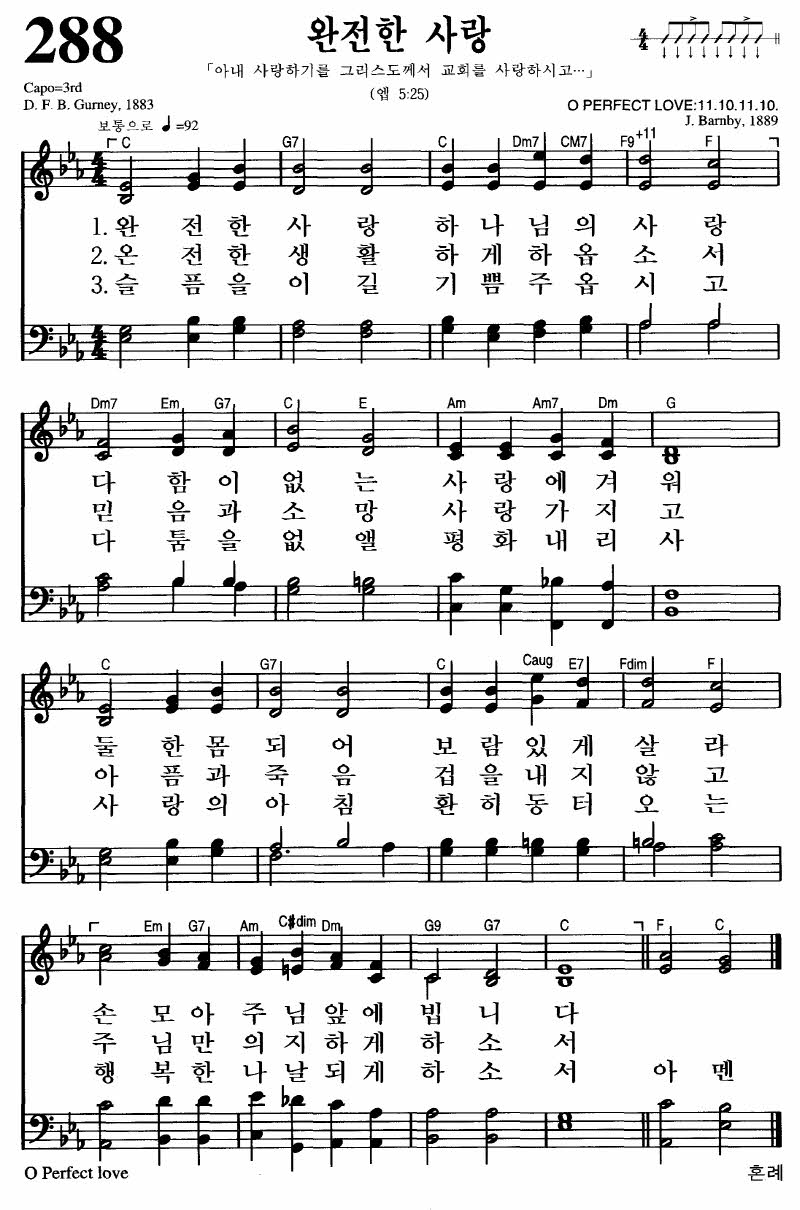 288
완전한 사랑
「아내 사랑하기를 그리스도께서 교회를 사랑하시고…」
(엡 5:25)
4 4
Capo=3rd
D. F. B. Gurney, 1883
O PERFECT LOVE:11.10.11.10.
J. Barnby, 1889
보통으로 ♩=92
C G7 C Dm7 CM7 F9+11 F
1. 완 전 한 사 랑 하 나 님 의 사 랑
2. 온 전 한 생 활 하 게 하 옵 소 서
3. 슬 픔 을 이 길 기 쁨 주 옵 시 고
Dm7 Em G7 C E Am Am7 Dm G
다 함 이 없 는 사 랑 에 겨 워
믿 음 과 소 망 사 랑 가 지 고
다 툼 을 없 앨 평 화 내 리 사
C G7 C Caug E7 Fdim F
둘 한 몸 되 어 보 람 있 게 살 라
아 픔 과 죽 음 겁 을 내 지 않 고
사 랑 의 아 침 환 히 동 터 오 는
Em G7 Am C#dim Dm G9 G7 C F C
손 모 아 주 님 앞 에 빕 니 다
주 님 만 의 지 하 게 하 소 서
행 복 한 나 날 되 게 하 소 서 아 멘
O Perfect love
혼례